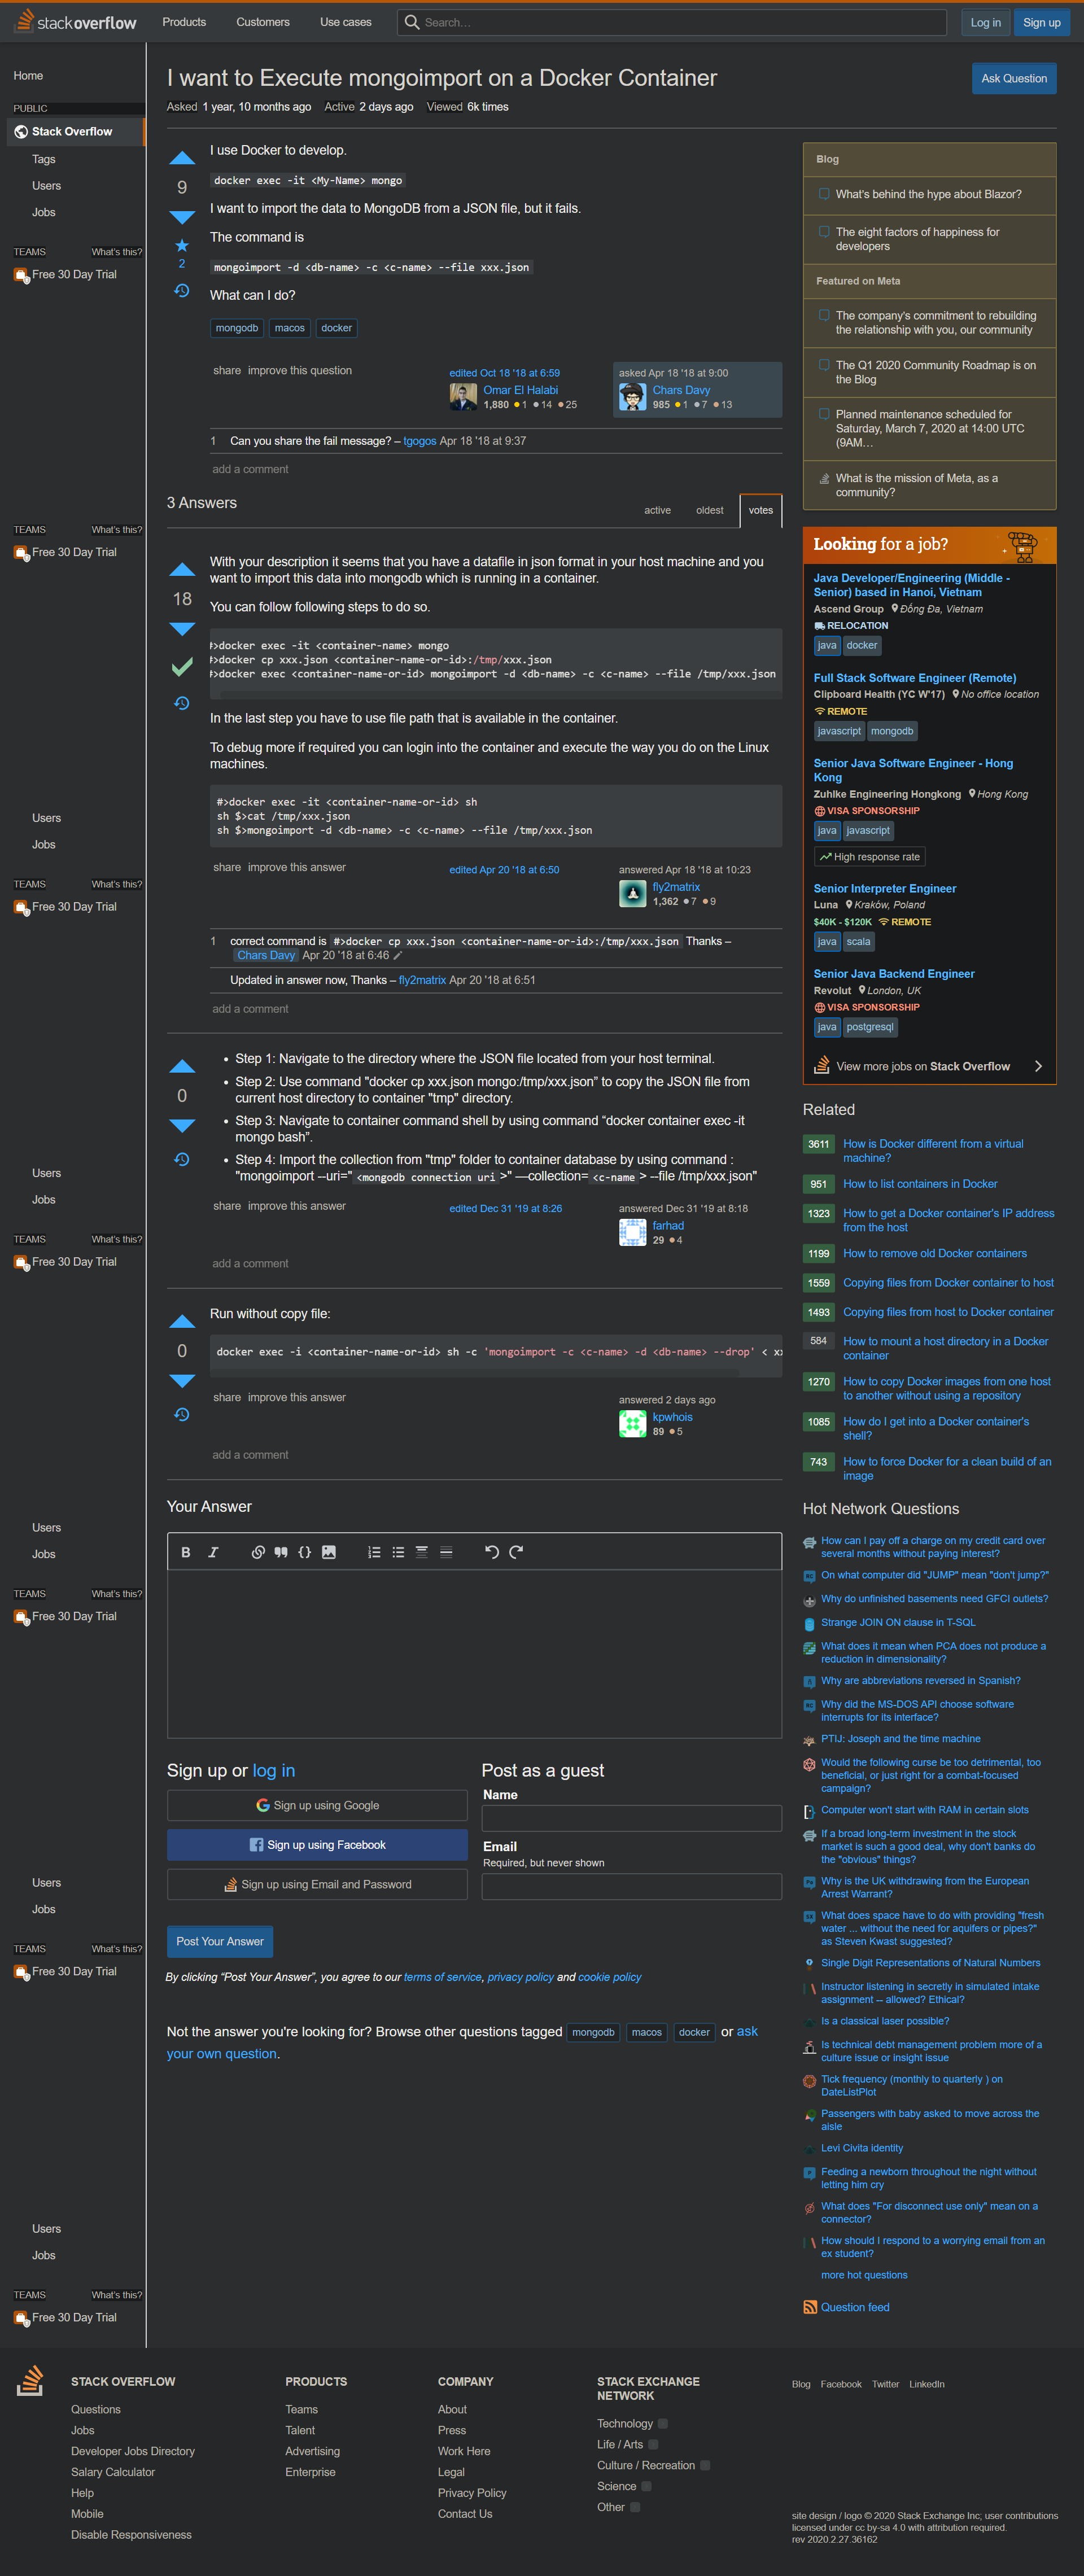 stackoverflow
Products
Customers
Use cases
Search…
Log in
Sign up
Home
PUBLIC
Stack Overflow
Tags
Users
Jobs
TEAMS
What's this?
Free 30 Day Trial
I want to Execute mongoimport on a Docker Container
Ask Question
Asked 1 year, 10 months ago Active 2 days ago Viewed 6k times
9
2
I use Docker to develop.
docker exec -it <My-Name> mongo
I want to import the data to MongoDB from a JSON file, but it fails.
The command is
mongoimport -d <db-name> -c <c-name> --file xxx.json
What can I do?
mongodb macos docker
share improve this question
edited Oct 18 '18 at 6:59
Omar El Halabi
1,880 1 14 25
asked Apr 18 '18 at 9:00
Chars Davy
985 1 7 13
1 Can you share the fail message? – tgogos Apr 18 '18 at 9:37
add a comment
3 Answers
active oldest votes
TEAMS
What's this?
Free 30 Day Trial
18
With your description it seems that you have a datafile in json format in your host machine and you
want to import this data into mongodb which is running in a container.
You can follow following steps to do so.
#>docker exec -it <container-name> mongo
#>docker cp xxx.json <container-name-or-id>:/tmp/xxx.json
#>docker exec <container-name-or-id> mongoimport -d <db-name> -c <c-name> --file /tmp/xxx.json
In the last step you have to use file path that is available in the container.
To debug more if required you can login into the container and execute the way you do on the Linux
machines.
#>docker exec -it <container-name-or-id> sh
sh $>cat /tmp/xxx.json
sh $>mongoimport -d <db-name> -c <c-name> --file /tmp/xxx.json
share improve this answer
edited Apr 20 '18 at 6:50
answered Apr 18 '18 at 10:23
fly2matrix
1,362 7 9
1 correct command is #>docker cp xxx.json <container-name-or-id>:/tmp/xxx.json Thanks –
Chars Davy Apr 20 '18 at 6:46
Updated in answer now, Thanks – fly2matrix Apr 20 '18 at 6:51
add a comment
Users
Jobs
TEAMS
What's this?
Free 30 Day Trial
0
Step 1: Navigate to the directory where the JSON file located from your host terminal.
Step 2: Use command "docker cp xxx.json mongo:/tmp/xxx.json” to copy the JSON file from
current host directory to container "tmp" directory.
Step 3: Navigate to container command shell by using command “docker container exec -it
mongo bash”.
Step 4: Import the collection from "tmp" folder to container database by using command :
"mongoimport --uri="<mongodb connection uri>" —collection=<c-name> --file /tmp/xxx.json"
share improve this answer
edited Dec 31 '19 at 8:26
answered Dec 31 '19 at 8:18
farhad
29 4
add a comment
Users
Jobs
TEAMS
What's this?
Free 30 Day Trial
0
Run without copy file:
docker exec -i <container-name-or-id> sh -c 'mongoimport -c <c-name> -d <db-name> --drop' < xx
share improve this answer
answered 2 days ago
kpwhois
89 5
add a comment
Your Answer
B I
Users
Jobs
TEAMS
What's this?
Free 30 Day Trial
Sign up or log in
Sign up using Google
Sign up using Facebook
Sign up using Email and Password
Post as a guest
Name
Email
Required, but never shown
Post Your Answer
By clicking “Post Your Answer”, you agree to our terms of service, privacy policy and cookie policy
Users
Jobs
TEAMS
What's this?
Free 30 Day Trial
Not the answer you're looking for? Browse other questions tagged mongodb macos docker or ask
your own question.
Users
Jobs
TEAMS
What's this?
Free 30 Day Trial
Blog
What's behind the hype about Blazor?
The eight factors of happiness for
developers
Featured on Meta
The company's commitment to rebuilding
the relationship with you, our community
The Q1 2020 Community Roadmap is on
the Blog
Planned maintenance scheduled for
Saturday, March 7, 2020 at 14:00 UTC
(9AM…
What is the mission of Meta, as a
community?
Looking for a job?
Java Developer/Engineering (Middle -
Senior) based in Hanoi, Vietnam
Ascend Group Đống Đa, Vietnam
RELOCATION
java docker
Full Stack Software Engineer (Remote)
Clipboard Health (YC W'17) No office location
REMOTE
javascript mongodb
Senior Java Software Engineer - Hong
Kong
Zuhlke Engineering Hongkong Hong Kong
VISA SPONSORSHIP
java javascript
High response rate
Senior Interpreter Engineer
Luna Kraków, Poland
$40K - $120K REMOTE
java scala
Senior Java Backend Engineer
Revolut London, UK
VISA SPONSORSHIP
java postgresql
View more jobs on Stack Overflow
Related
3611 How is Docker different from a virtual
machine?
951 How to list containers in Docker
1323 How to get a Docker container's IP address
from the host
1199 How to remove old Docker containers
1559 Copying files from Docker container to host
1493 Copying files from host to Docker container
584 How to mount a host directory in a Docker
container
1270 How to copy Docker images from one host
to another without using a repository
1085 How do I get into a Docker container's
shell?
743 How to force Docker for a clean build of an
image
Hot Network Questions
How can I pay off a charge on my credit card over
several months without paying interest?
On what computer did "JUMP" mean "don't jump?"
Why do unfinished basements need GFCI outlets?
Strange JOIN ON clause in T-SQL
What does it mean when PCA does not produce a
reduction in dimensionality?
Why are abbreviations reversed in Spanish?
Why did the MS-DOS API choose software
interrupts for its interface?
PTIJ: Joseph and the time machine
Would the following curse be too detrimental, too
beneficial, or just right for a combat-focused
campaign?
Computer won't start with RAM in certain slots
If a broad long-term investment in the stock
market is such a good deal, why don't banks do
the "obvious" things?
Why is the UK withdrawing from the European
Arrest Warrant?
What does space have to do with providing "fresh
water ... without the need for aquifers or pipes?"
as Steven Kwast suggested?
Single Digit Representations of Natural Numbers
Instructor listening in secretly in simulated intake
assignment -- allowed? Ethical?
Is a classical laser possible?
Is technical debt management problem more of a
culture issue or insight issue
Tick frequency (monthly to quarterly ) on
DateListPlot
Passengers with baby asked to move across the
aisle
Levi Civita identity
Feeding a newborn throughout the night without
letting him cry
What does "For disconnect use only" mean on a
connector?
How should I respond to a worrying email from an
ex student?
more hot questions
Question feed
STACK OVERFLOW
Questions
Jobs
Developer Jobs Directory
Salary Calculator
Help
Mobile
Disable Responsiveness
PRODUCTS
Teams
Talent
Advertising
Enterprise
COMPANY
About
Press
Work Here
Legal
Privacy Policy
Contact Us
STACK EXCHANGE
NETWORK
Technology
Life / Arts
Culture / Recreation
Science
Other
Blog Facebook Twitter LinkedIn
site design / logo © 2020 Stack Exchange Inc; user contributions
licensed under cc by-sa 4.0 with attribution required.
rev 2020.2.27.36162